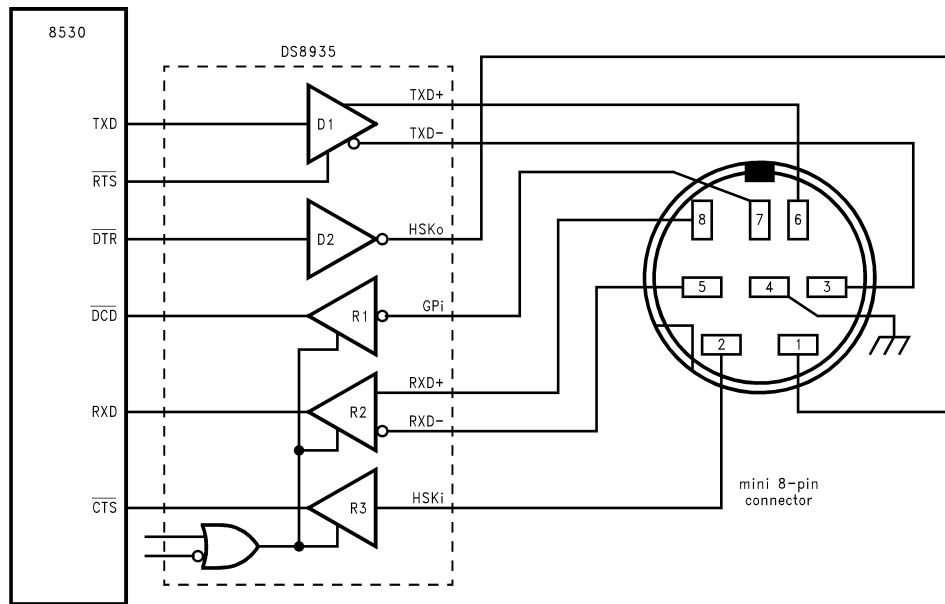 8530
DS8935
TXD
D1
TXD+
TXD-
RTS
DTR
D2
HSKo
DCD
R1
GPi
RXD
R2
RXD+
RXD-
CTS
R3
HSKi
8
7
6
5
4
3
2
1
mini 8-pin
connector